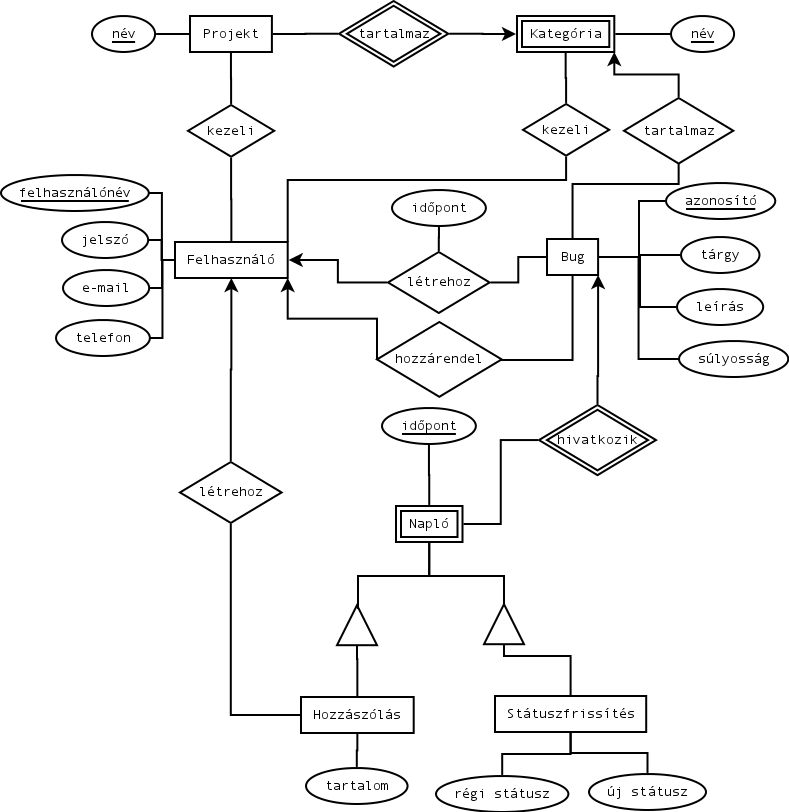 név
Projekt
tartalmaz
Kategória
név
kezeli
kezeli
tartalmaz
felhasználónév
időpont
azonosító
jelszó
Felhasználó
Bug
tárgy
e-mail
létrehoz
leírás
telefon
hozzárendel
súlyosság
időpont
hivatkozik
létrehoz
Napló
Hozzászólás
Státuszfrissítés
tartalom
régi státusz
új státusz